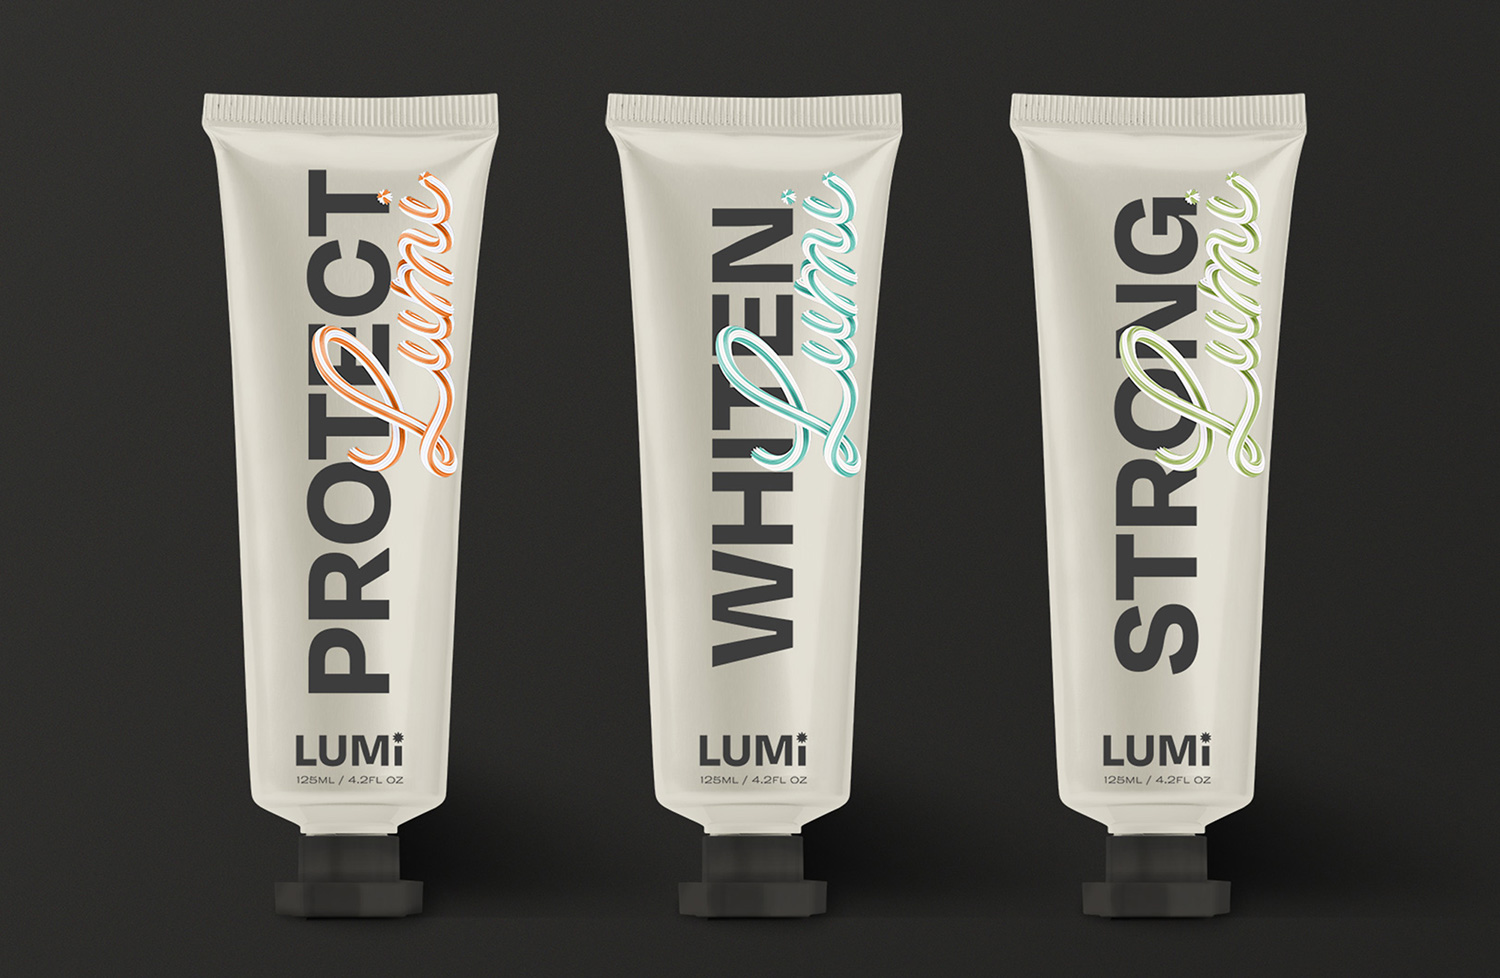 PROTECT
Lumi
LUMi
125ML / 4.2FL OZ
WHITEN
Lumi
LUMi
125ML / 4.2FL OZ
STRONG
Lumi
LUMi
125ML / 4.2FL OZ